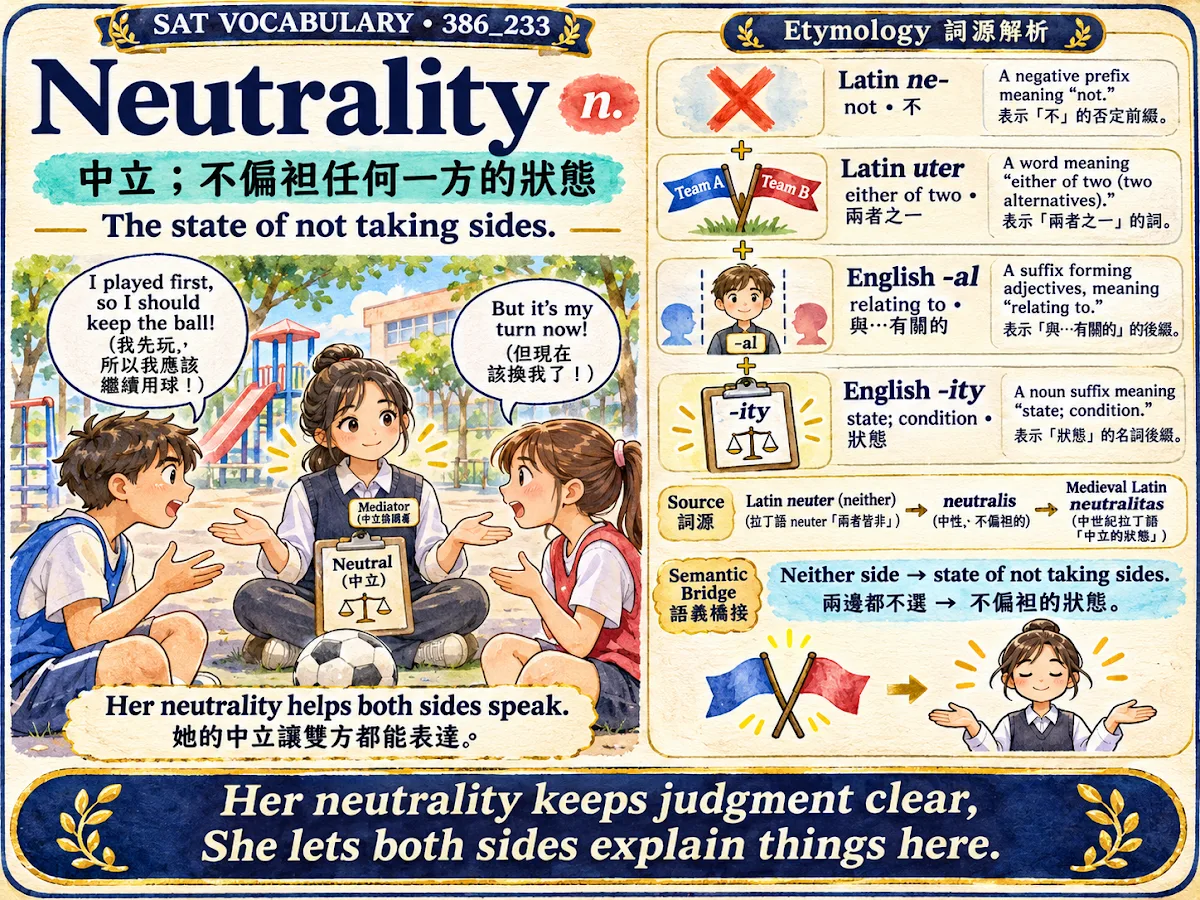 SAT VOCABULARY • 386_233
Neutrality
n.
中立；不偏袒任何一方的狀態
The state of not taking sides.
I played first,
so I should
keep the ball!
(我先玩,，
所以我應該
繼續用球！)
But it's my
turn now!
(但現在
該換我了！)
Mediator
Neutral
(中立)
Her neutrality helps both sides speak.
她的中立讓雙方都能表達。
Etymology 詞源解析
Latin ne-
not • 不
A negative prefix
meaning "not."
表示「不」的否定前綴。
+
Team A
Team B
Latin uter
either of two •
兩者之一
A word meaning
"either of two (two
alternatives)."
表示「兩者之一」的詞。
+
-al
English -al
relating to •
與…有關的
A suffix forming
adjectives, meaning
"relating to."
表示「與…有關的」的後綴。
+
-ity
English -ity
state; condition •
狀態
A noun suffix meaning
"state; condition."
表示「狀態」的名詞後綴。
Source
詞源
Latin neuter (neither)
(拉丁語 neuter「兩者皆非」)
→
neutralis
(中性,、不偏袒的)
→
Medieval Latin
neutralitas
(中世紀拉丁語
「中立的狀態」)
Semantic
Bridge
語義橋接
Neither side → state of not taking sides.
兩邊都不選 → 不偏袒的狀態。
Her neutrality keeps judgment clear,
She lets both sides explain things here.